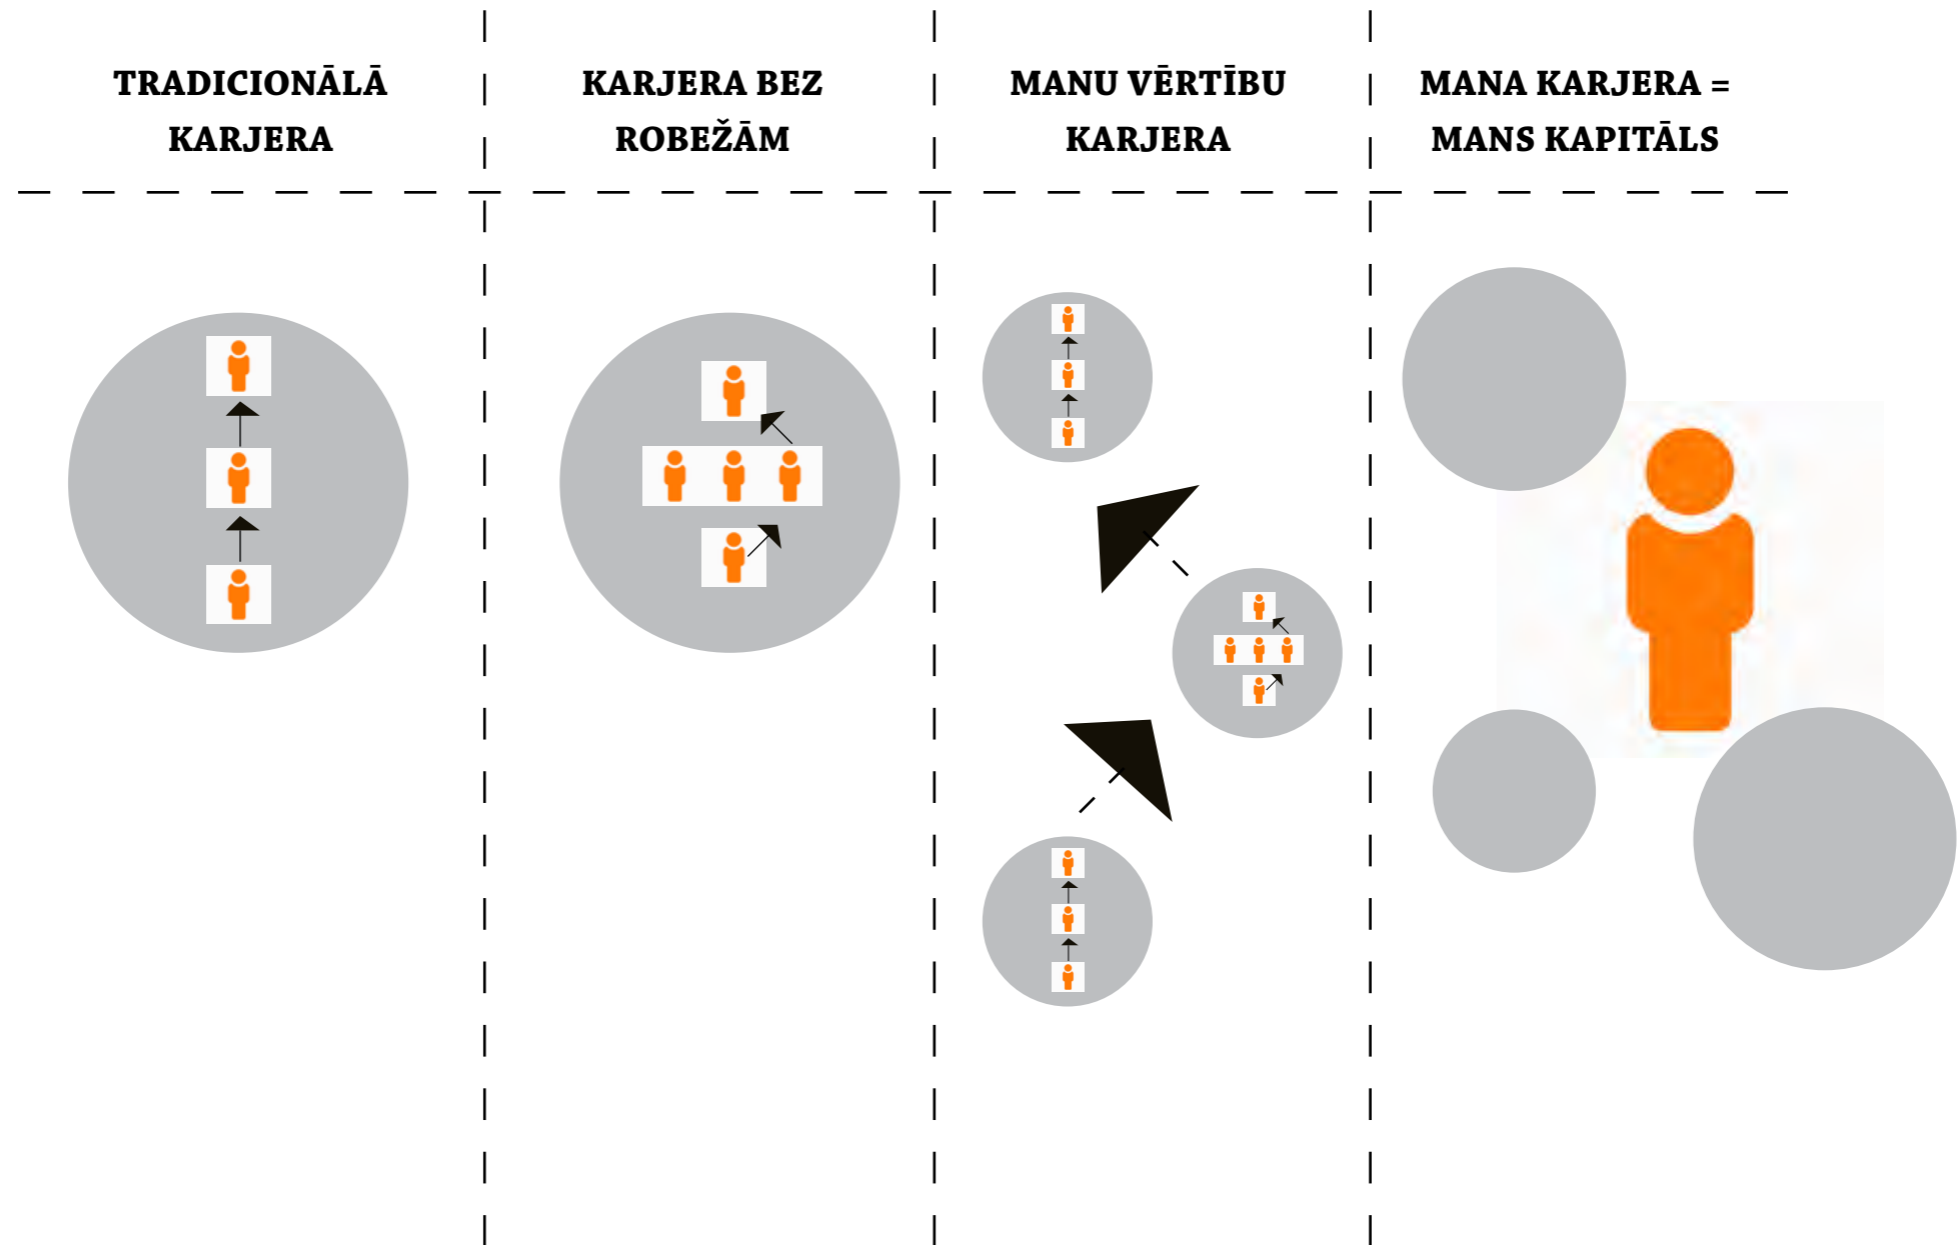 TRADICIONĀLĀ
KARJERA
KARJERA BEZ
ROBEŽĀM
MANU VĒRTĪBU
KARJERA
MANA KARJERA =
MANS KAPITĀLS